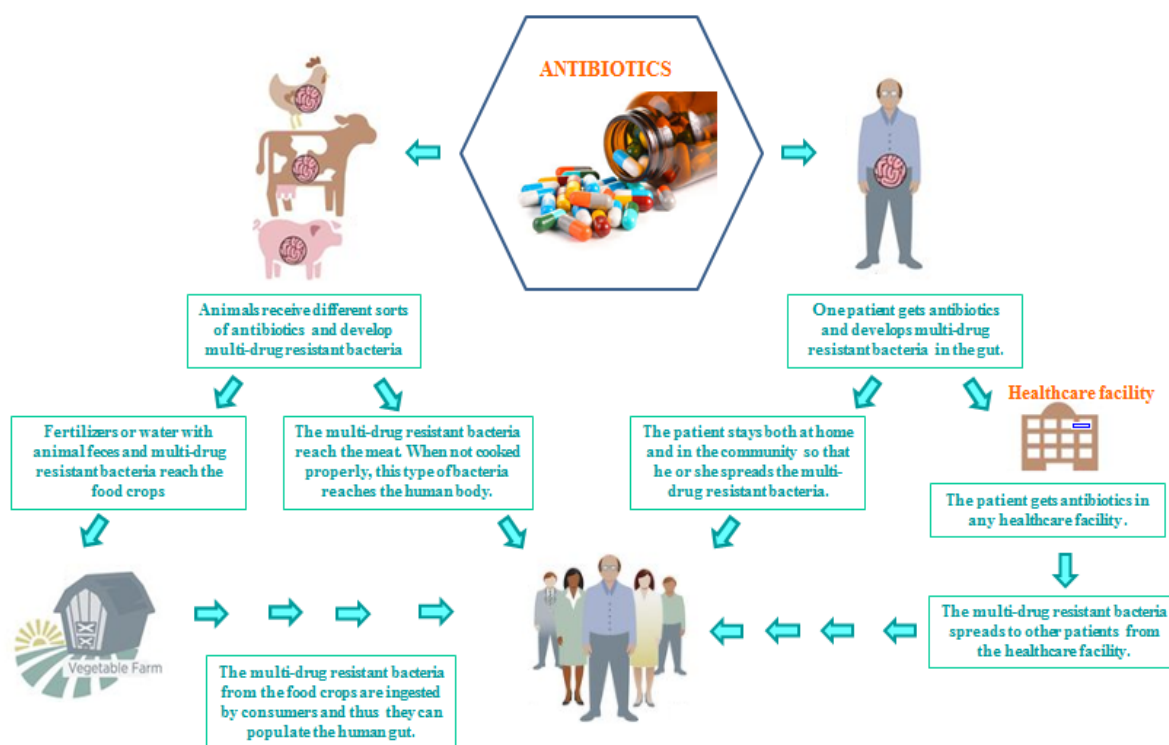 ANTIBIOTICS
Animals receive different sorts
of antibiotics and develop
multi-drug resistant bacteria
One patient gets antibiotics
and develops multi-drug
resistant bacteria in the gut.
Fertilizers or water with
animal feces and multi-drug
resistant bacteria reach the
food crops
The multi-drug resistant bacteria
reach the meat. When not cooked
properly, this type of bacteria
reaches the human body.
The patient stays both at home
and in the community so that
he or she spreads the multi-
drug resistant bacteria.
Healthcare facility
The patient gets antibiotics in
any healthcare facility.
Vegetable Farm
The multi-drug resistant bacteria
spreads to other patients from
the healthcare facility.
The multi-drug resistant bacteria
from the food crops are ingested
by consumers and thus they can
populate the human gut.